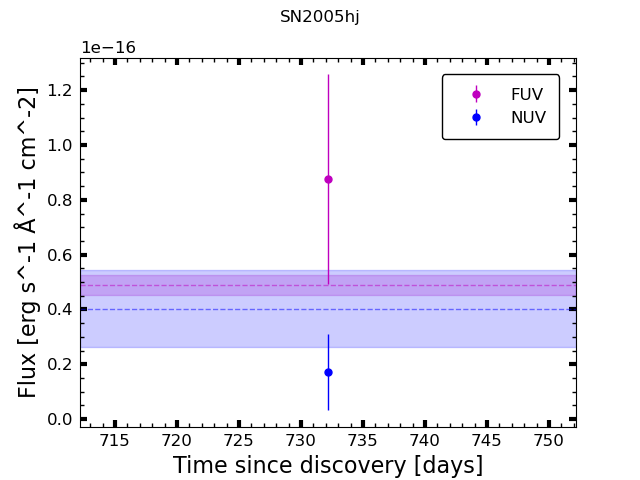 SN2005hj
1e−16
FUV
NUV
1.2
1.0
0.8
0.6
0.4
0.2
0.0
Flux [erg s^-1 Å^-1 cm^-2]
715 720 725 730 735 740 745 750
Time since discovery [days]